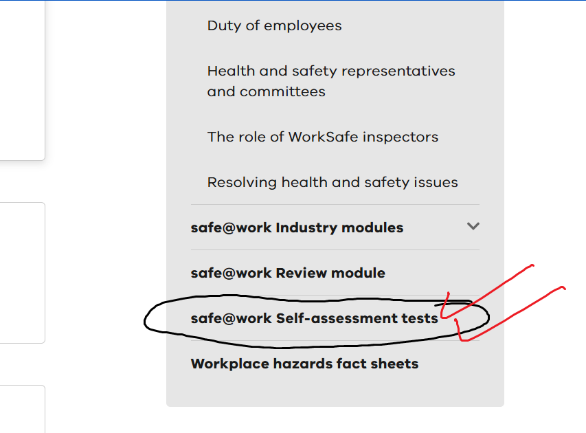 Duty of employees
Health and safety representatives
and committees
The role of WorkSafe inspectors
Resolving health and safety issues
safe@work Industry modules
safe@work Review module
safe@work Self-assessment tests
Workplace hazards fact sheets